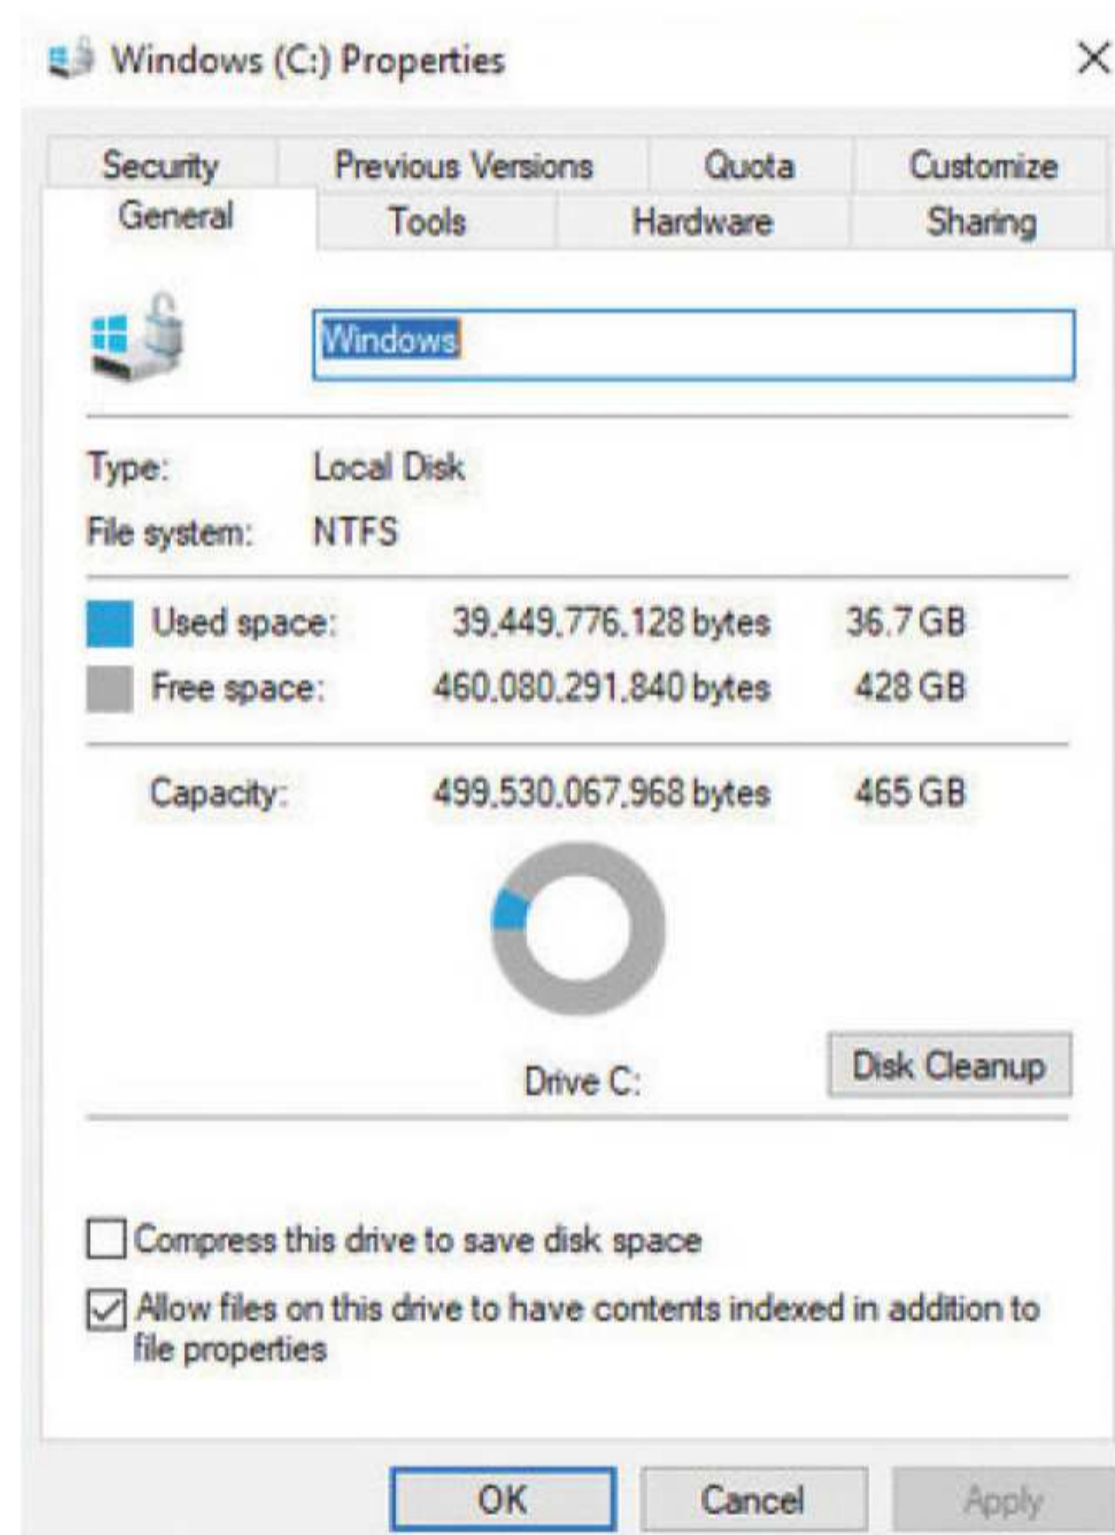 Windows (C:) Properties
Security Previous Versions Quota Customize
General Tools Hardware Sharing
Windows
Type: Local Disk
File system: NTFS
Used space: 39,449,776,128 bytes 36.7 GB
Free space: 460,080,291,840 bytes 428 GB
Capacity: 499,530,067,968 bytes 465 GB
Drive C:
Disk Cleanup
Compress this drive to save disk space
Allow files on this drive to have contents indexed in addition to
file properties
OK Cancel Apply